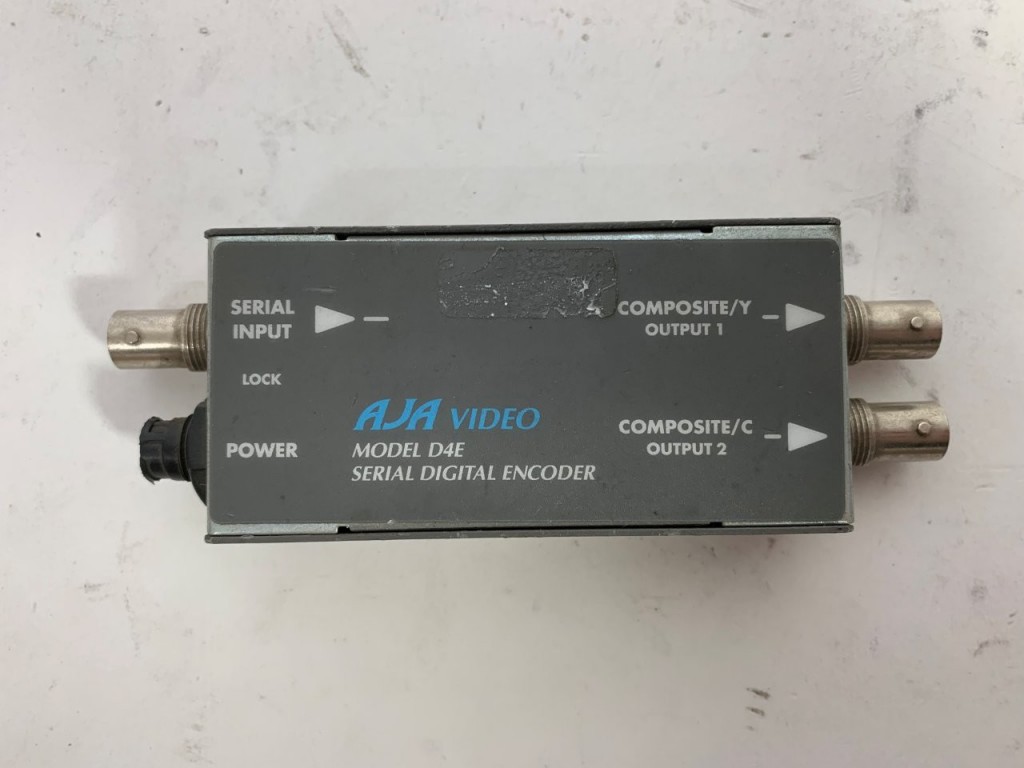 SERIAL
INPUT
COMPOSITE/Y
OUTPUT 1
LOCK
AJA VIDEO
COMPOSITE/C
OUTPUT 2
POWER
MODEL D4E
SERIAL DIGITAL ENCODER